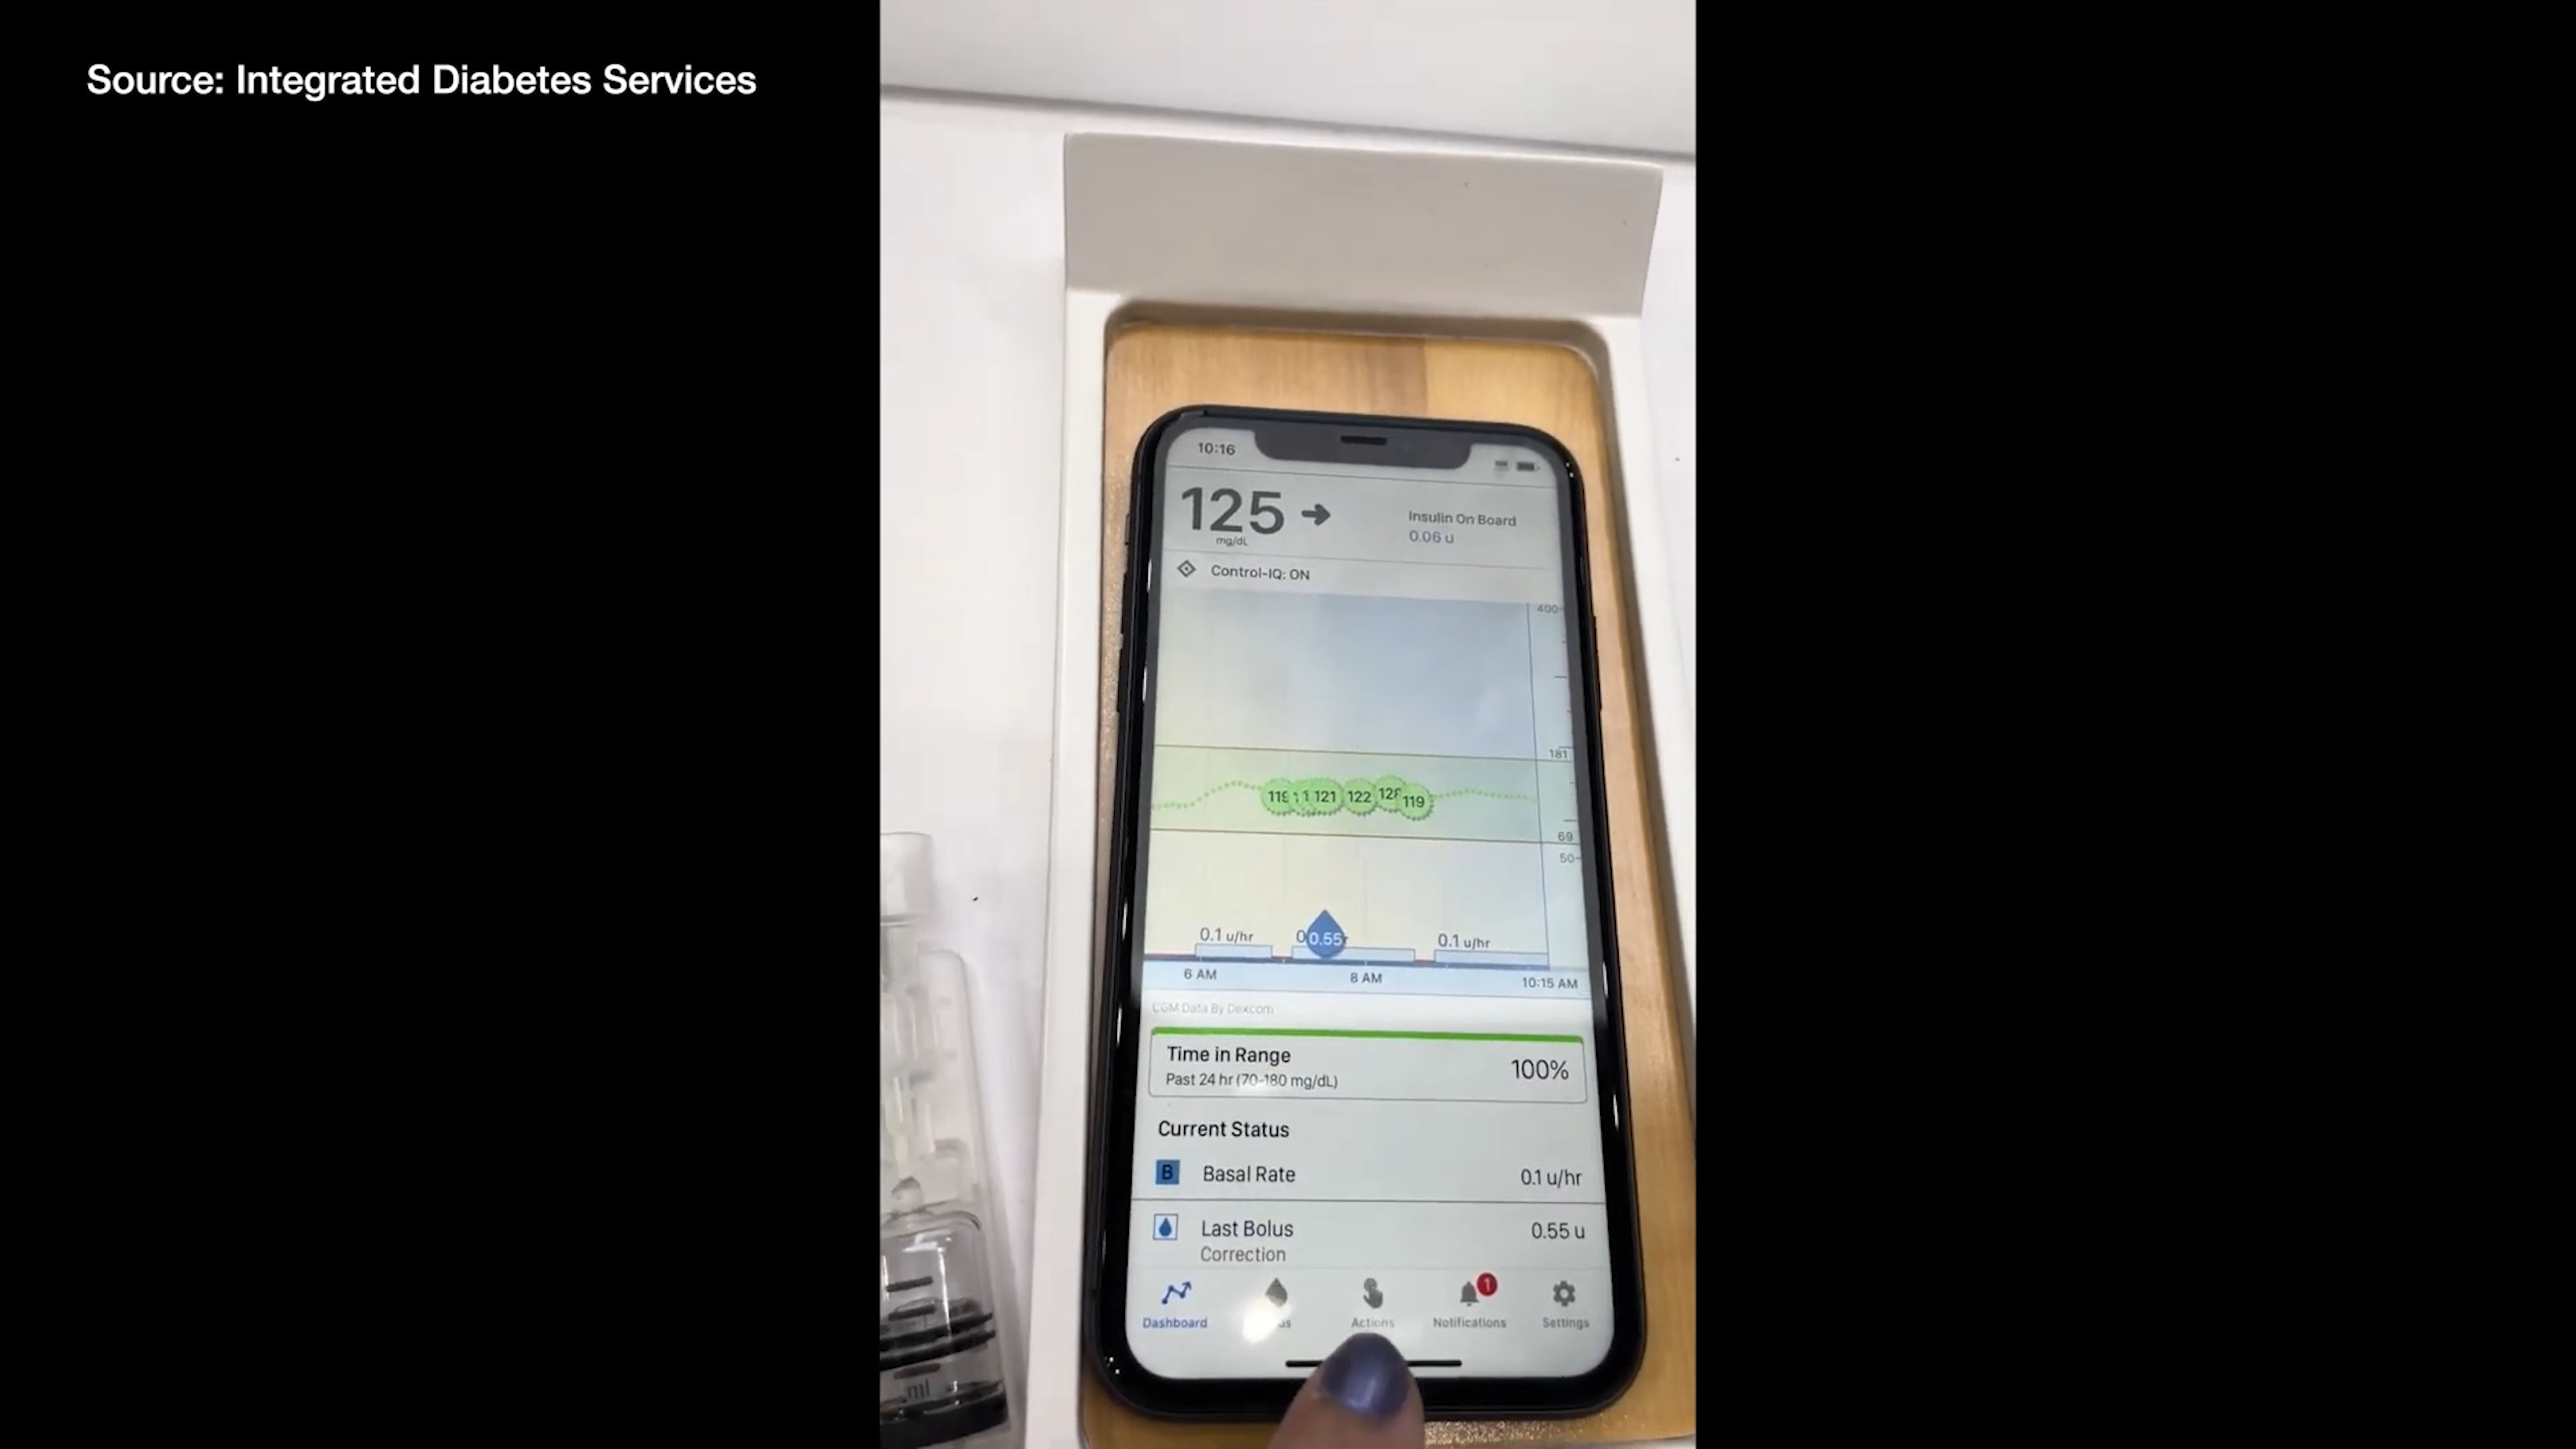 Source: Integrated Diabetes Services
10:16
125
mg/dL
Insulin On Board
0.06 u
Control-IQ: ON
400
181
119
121
122
119
69
50
0.1 u/hr
0.55
0.1 u/hr
6 AM
8 AM
10:15 AM
CGM Data By Dexcom
Time in Range
100%
Past 24 hr (70-180 mg/dL)
Current Status
B
Basal Rate
0.1 u/hr
Last Bolus
0.55 u
Correction
1
Dashboard
Actions
Notifications
Settings
ml